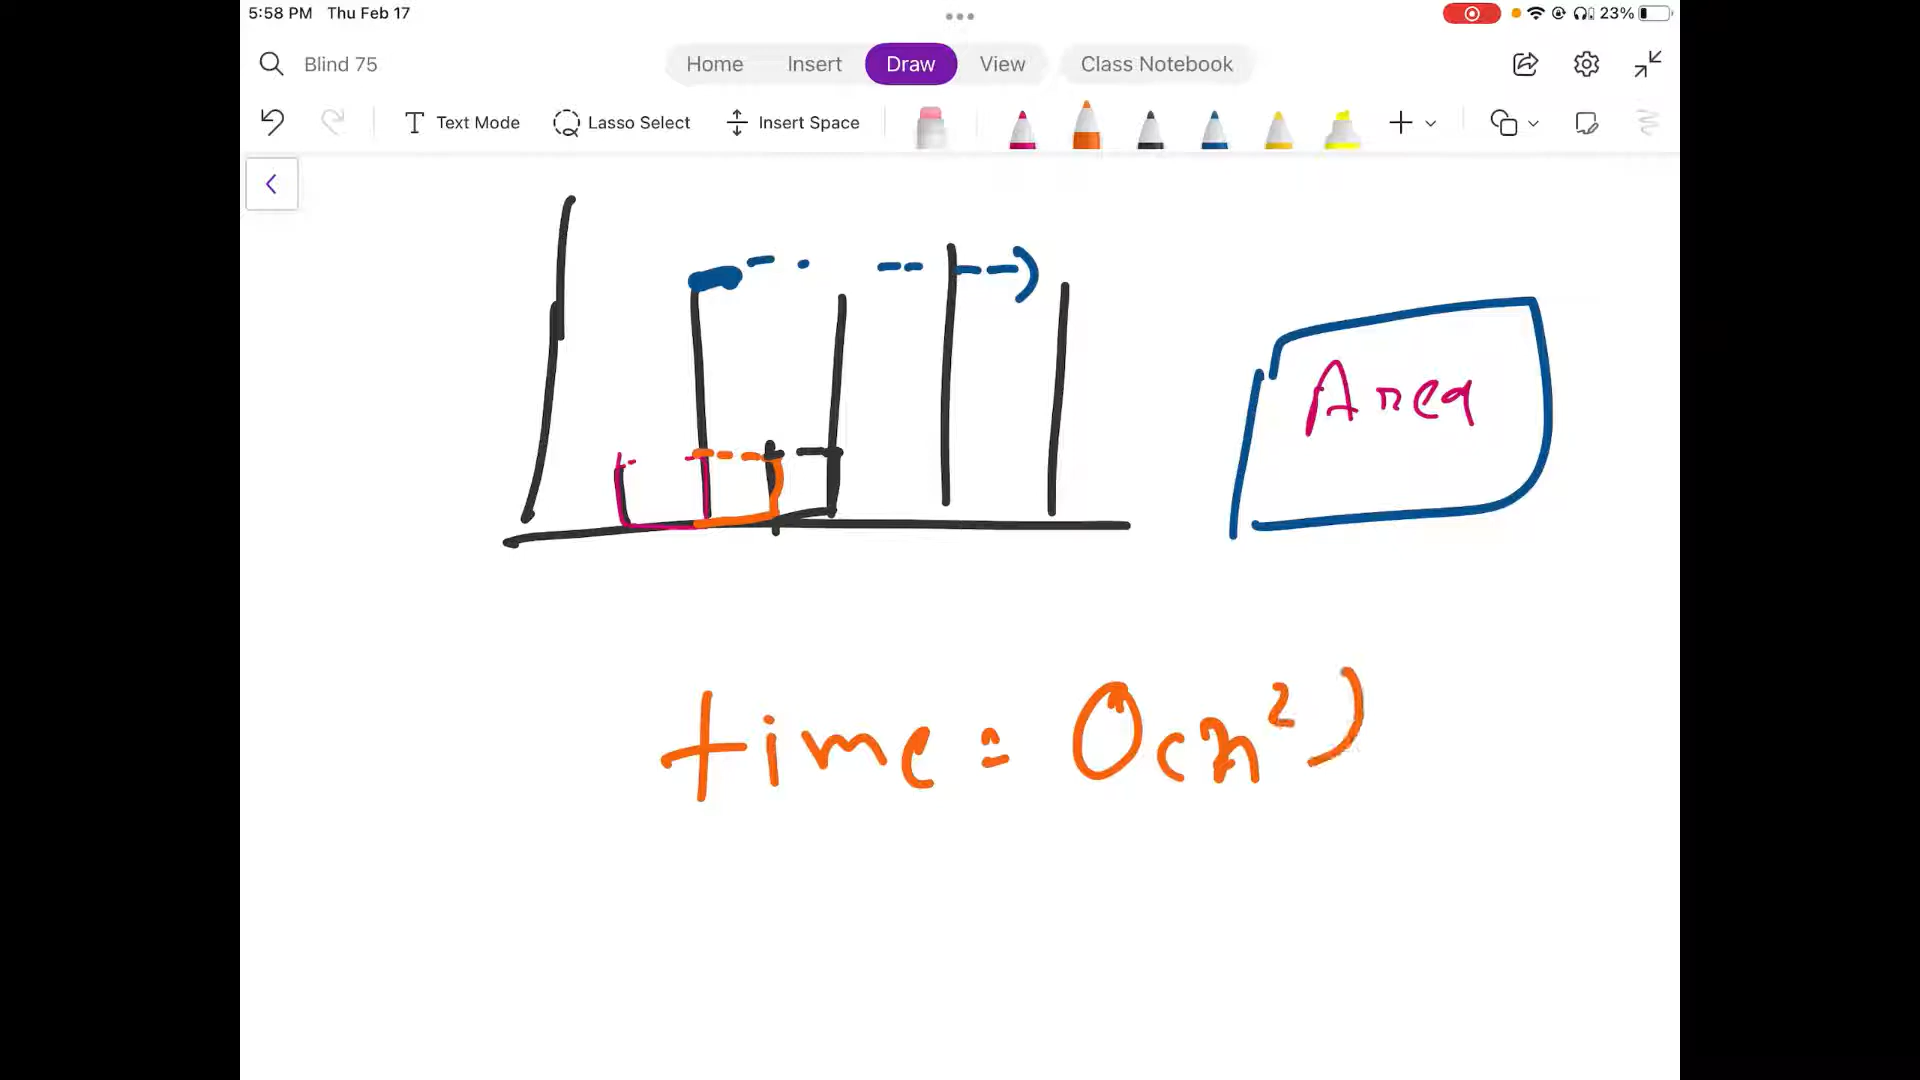 5:58 PM Thu Feb 17 23%
Blind 75 Home Insert Draw View Class Notebook
Text Mode Lasso Select Insert Space
Area
time = O(n²)